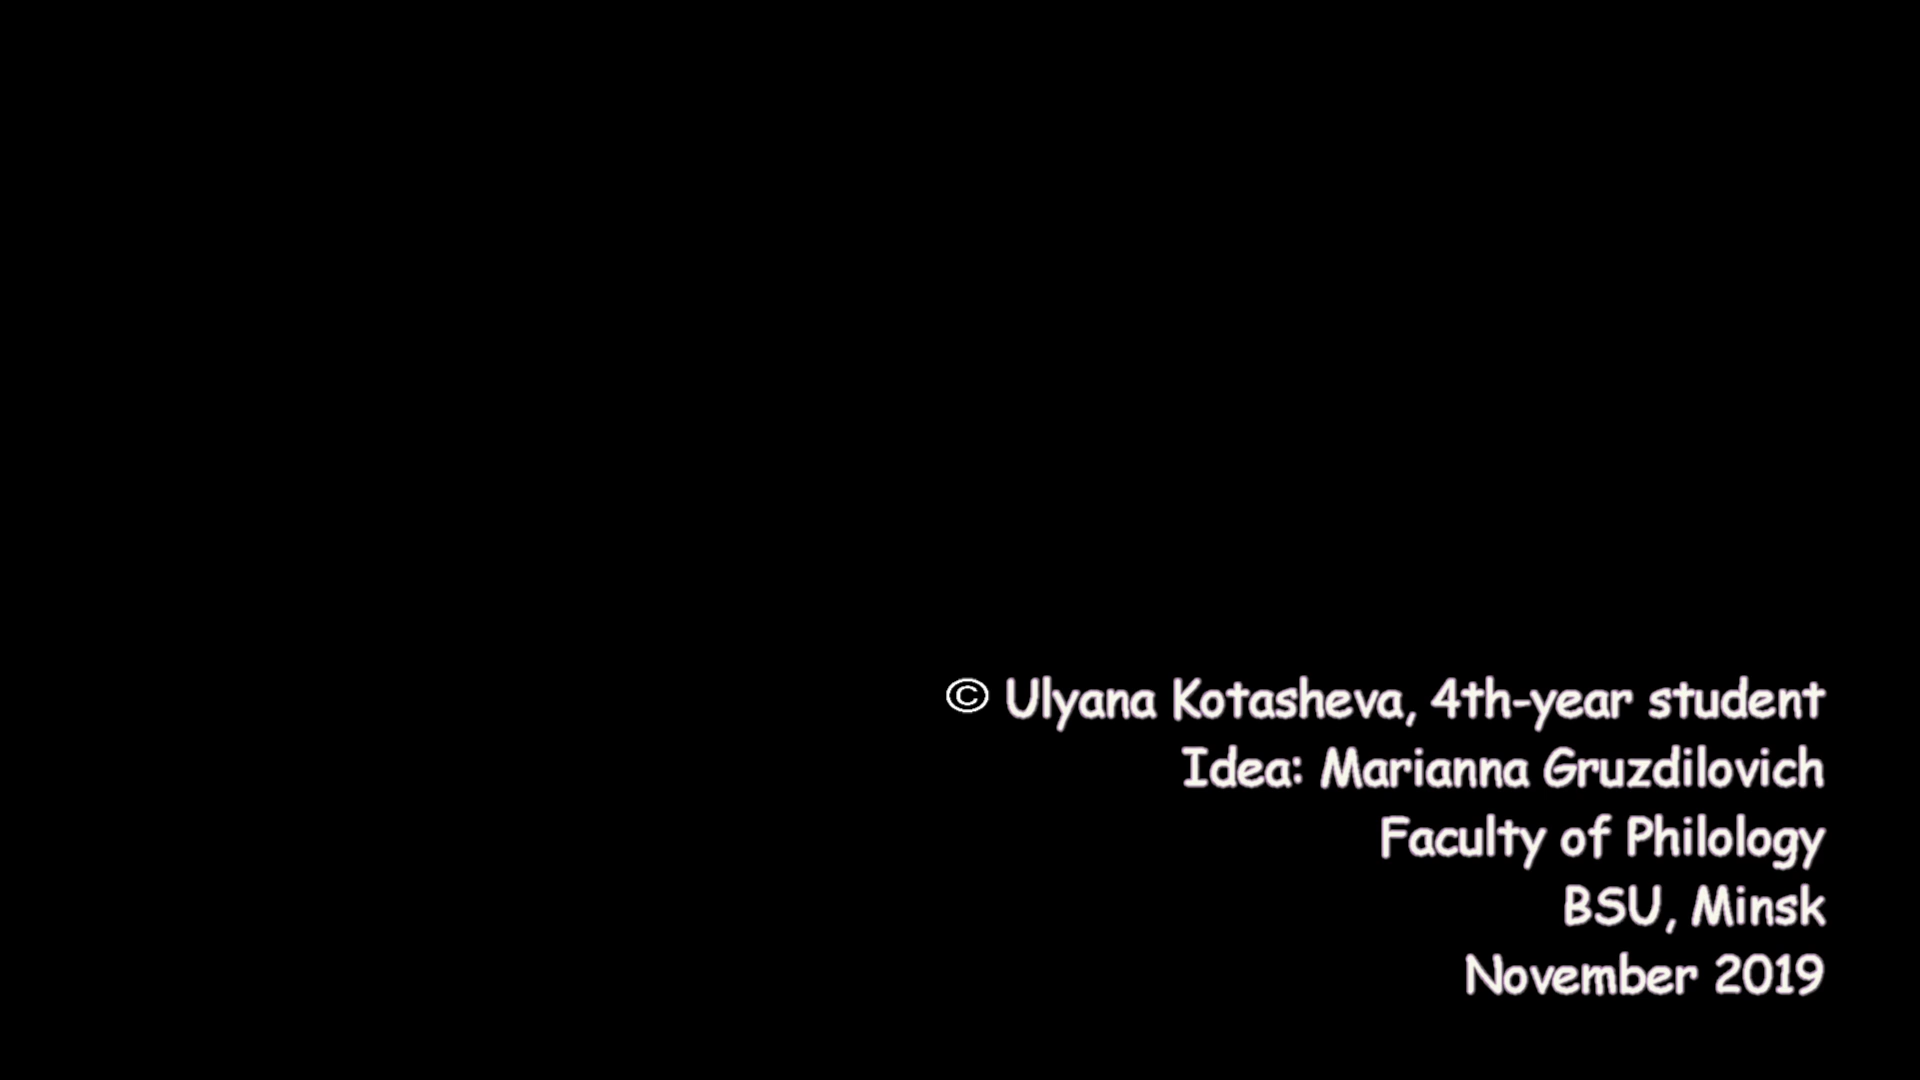 © Ulyana Kotasheva, 4th-year student
Idea: Marianna Gruzdilovich
Faculty of Philology
BSU, Minsk
November 2019